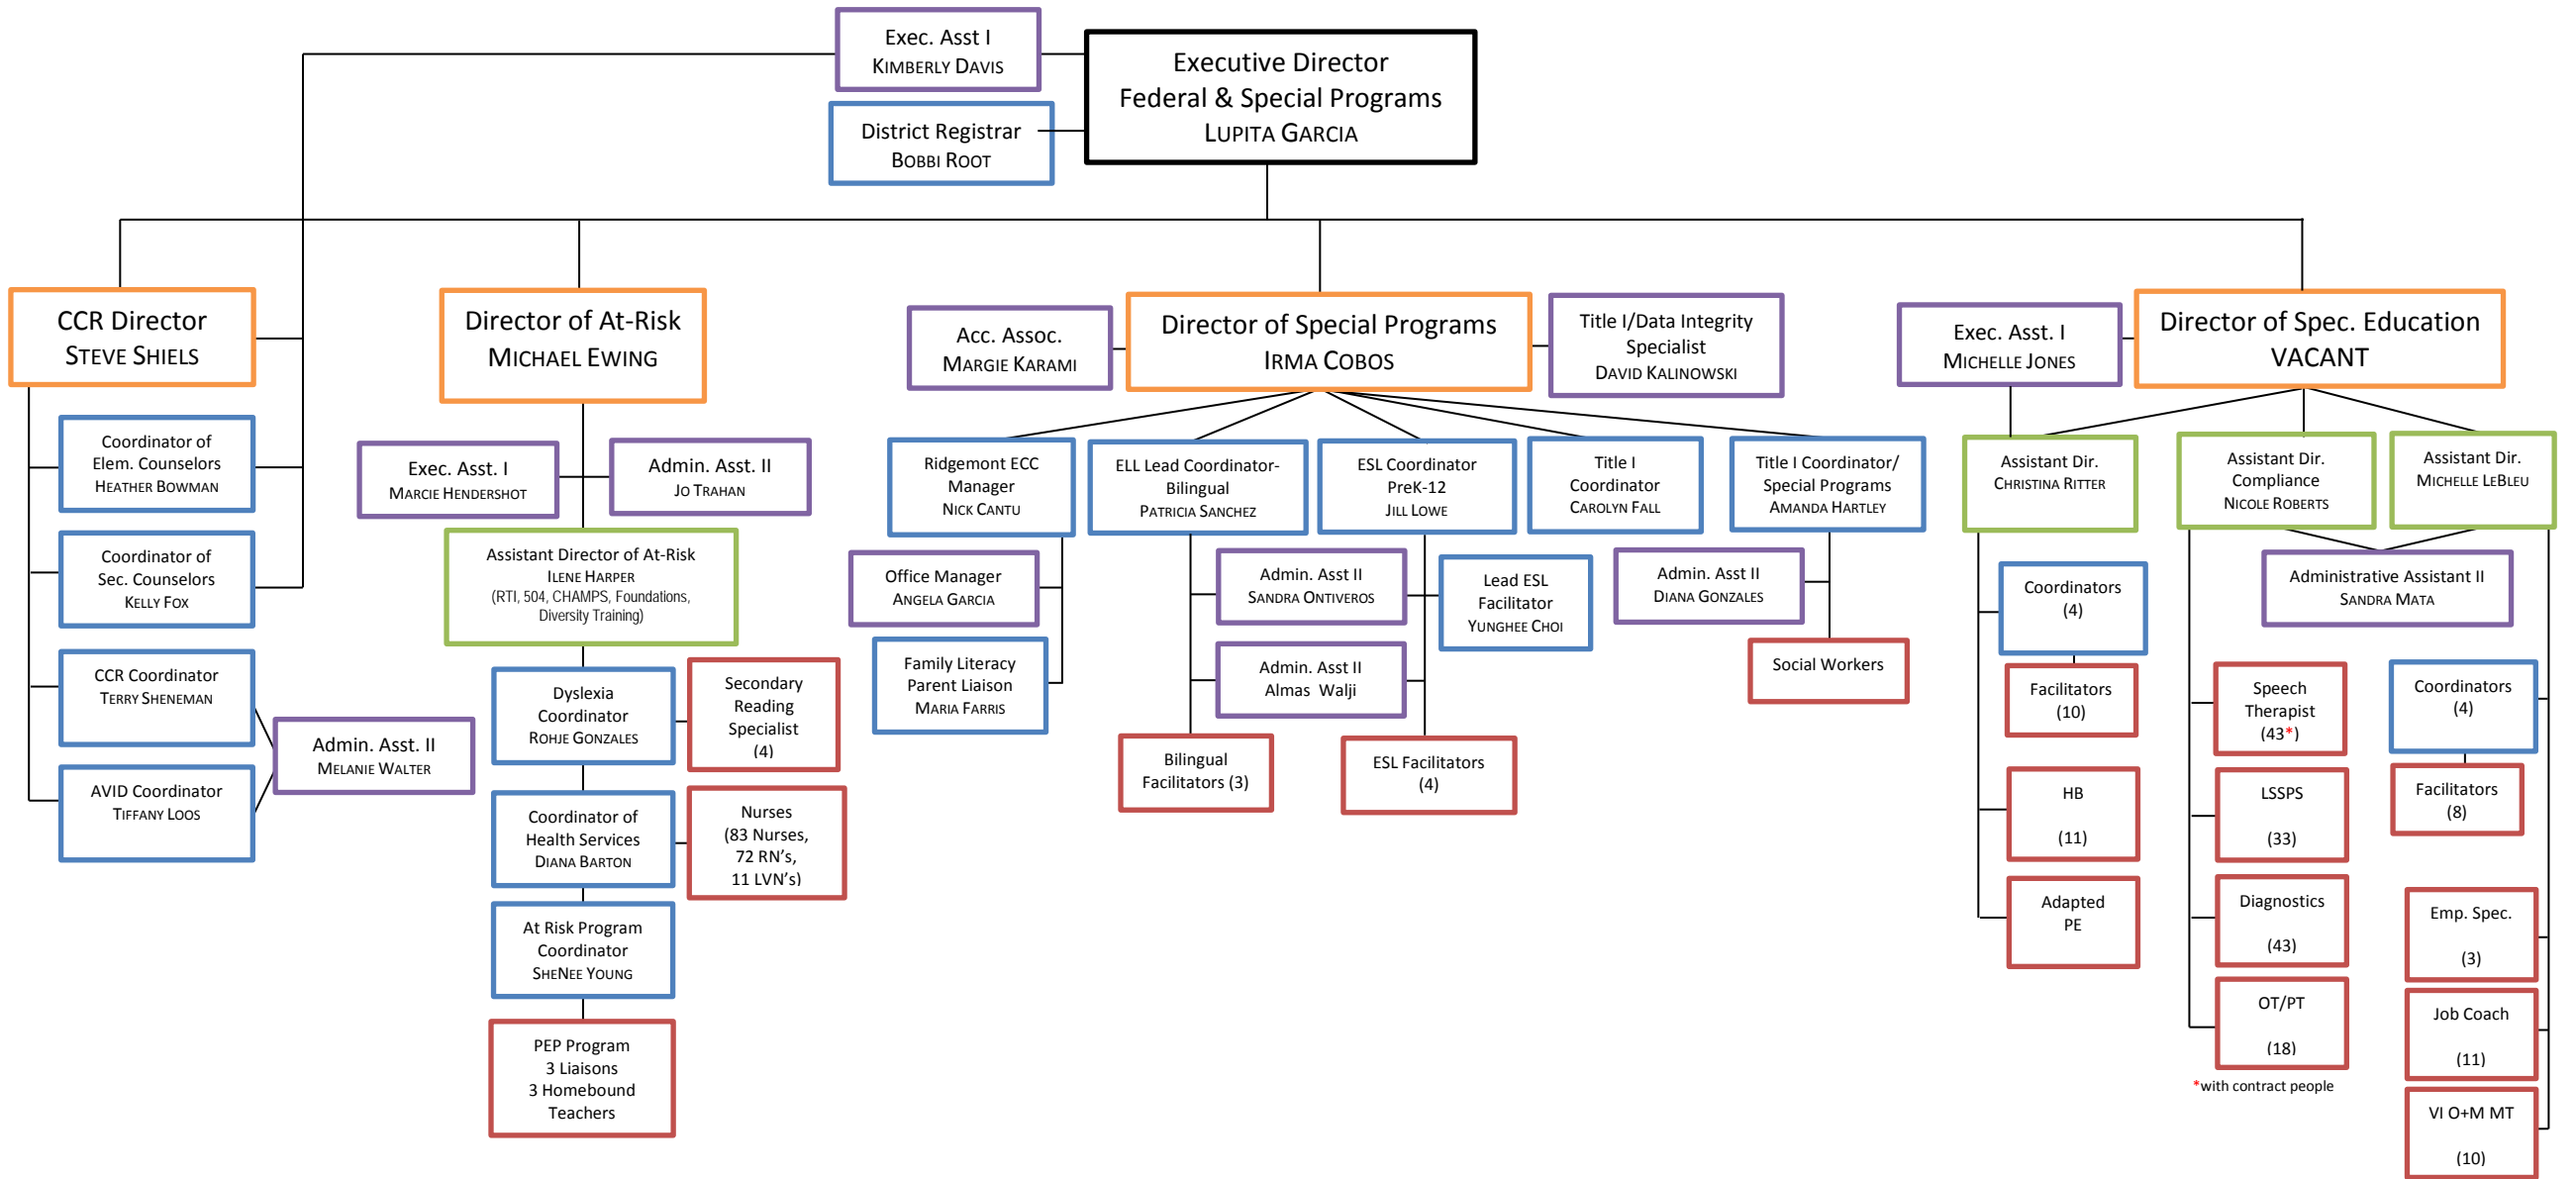 Exec. Asst I
KIMBERLY DAVIS
Executive Director
Federal & Special Programs
LUPITA GARCIA
District Registrar
BOBBI ROOT
CCR Director
STEVE SHIELS
Director of At-Risk
MICHAEL EWING
Acc. Assoc.
MARGIE KARAMI
Director of Special Programs
IRMA COBOS
Title I/Data Integrity
Specialist
DAVID KALINOWSKI
Exec. Asst. I
MICHELLE JONES
Director of Spec. Education
VACANT
Coordinator of
Elem. Counselors
HEATHER BOWMAN
Coordinator of
Sec. Counselors
KELLY FOX
CCR Coordinator
TERRY SHENEMAN
AVID Coordinator
TIFFANY LOOS
Admin. Asst. II
MELANIE WALTER
Exec. Asst. I
MARCIE HENDERSHOT
Admin. Asst. II
JO TRAHAN
Assistant Director of At-Risk
ILENE HARPER
(RTI, 504, CHAMPS, Foundations,
Diversity Training)
Dyslexia
Coordinator
ROHJE GONZALES
Secondary
Reading
Specialist
(4)
Coordinator of
Health Services
DIANA BARTON
Nurses
(83 Nurses,
72 RN's,
11 LVN's)
At Risk Program
Coordinator
SHENEE YOUNG
PEP Program
3 Liaisons
3 Homebound
Teachers
Ridgemont ECC
Manager
NICK CANTU
Office Manager
ANGELA GARCIA
Family Literacy
Parent Liaison
MARIA FARRIS
ELL Lead Coordinator-
Bilingual
PATRICIA SANCHEZ
Admin. Asst II
SANDRA ONTIVEROS
Admin. Asst II
Almas Walji
Bilingual
Facilitators (3)
ESL Coordinator
PreK-12
JILL LOWE
Lead ESL
Facilitator
YUNGHEE CHOI
ESL Facilitators
(4)
Title I
Coordinator
CAROLYN FALL
Title I Coordinator/
Special Programs
AMANDA HARTLEY
Admin. Asst II
DIANA GONZALES
Social Workers
Assistant Dir.
CHRISTINA RITTER
Coordinators
(4)
Facilitators
(10)
HB
(11)
Adapted
PE
Assistant Dir.
Compliance
NICOLE ROBERTS
Assistant Dir.
MICHELLE LEBLEU
Administrative Assistant II
SANDRA MATA
Speech
Therapist
(43*)
LSSPS
(33)
Diagnostics
(43)
OT/PT
(18)
*with contract people
Coordinators
(4)
Facilitators
(8)
Emp. Spec.
(3)
Job Coach
(11)
VI O+M MT
(10)